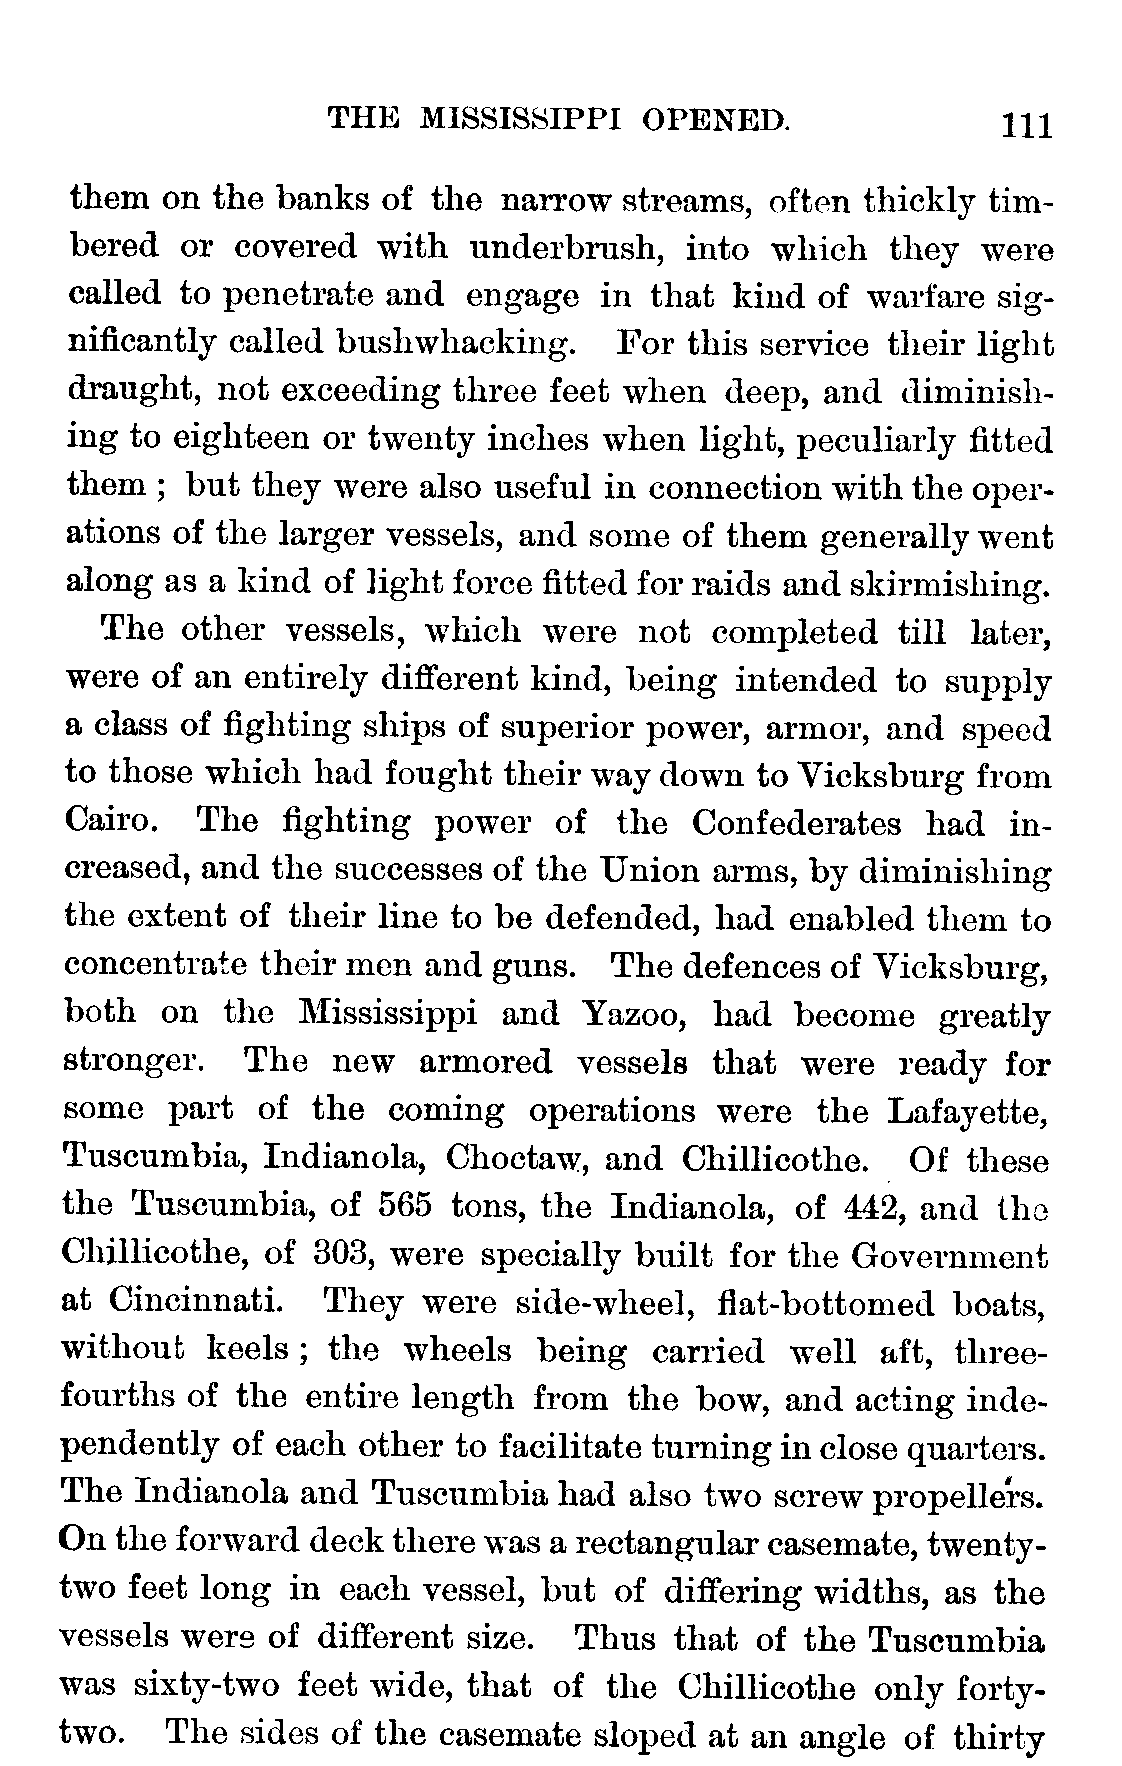 THE MISSISSIPPI OPENED. 111
them on the banks of the narrow streams, often thickly tim-
bered or covered with underbrush, into which they were
called to penetrate and engage in that kind of warfare sig-
nificantly called bushwhacking. For this service their light
draught, not exceeding three feet when deep, and diminish-
ing to eighteen or twenty inches when light, peculiarly fitted
them ; but they were also useful in connection with the oper-
ations of the larger vessels, and some of them generally went
along as a kind of light force fitted for raids and skirmishing.
The other vessels, which were not completed till later,
were of an entirely different kind, being intended to supply
a class of fighting ships of superior power, armor, and speed
to those which had fought their way down to Vicksburg from
Cairo. The fighting power of the Confederates had in-
creased, and the successes of the Union arms, by diminishing
the extent of their line to be defended, had enabled them to
concentrate their men and guns. The defences of Vicksburg,
both on the Mississippi and Yazoo, had become greatly
stronger. The new armored vessels that were ready for
some part of the coming operations were the Lafayette,
Tuscumbia, Indianola, Choctaw, and Chillicothe. Of these
the Tuscumbia, of 565 tons, the Indianola, of 442, and the
Chillicothe, of 303, were specially built for the Government
at Cincinnati. They were side-wheel, flat-bottomed boats,
without keels ; the wheels being carried well aft, three-
fourths of the entire length from the bow, and acting inde-
pendently of each other to facilitate turning in close quarters.
The Indianola and Tuscumbia had also two screw propellers.
On the forward deck there was a rectangular casemate, twenty-
two feet long in each vessel, but of differing widths, as the
vessels were of different size. Thus that of the Tuscumbia
was sixty-two feet wide, that of the Chillicothe only forty-
two. The sides of the casemate sloped at an angle of thirty